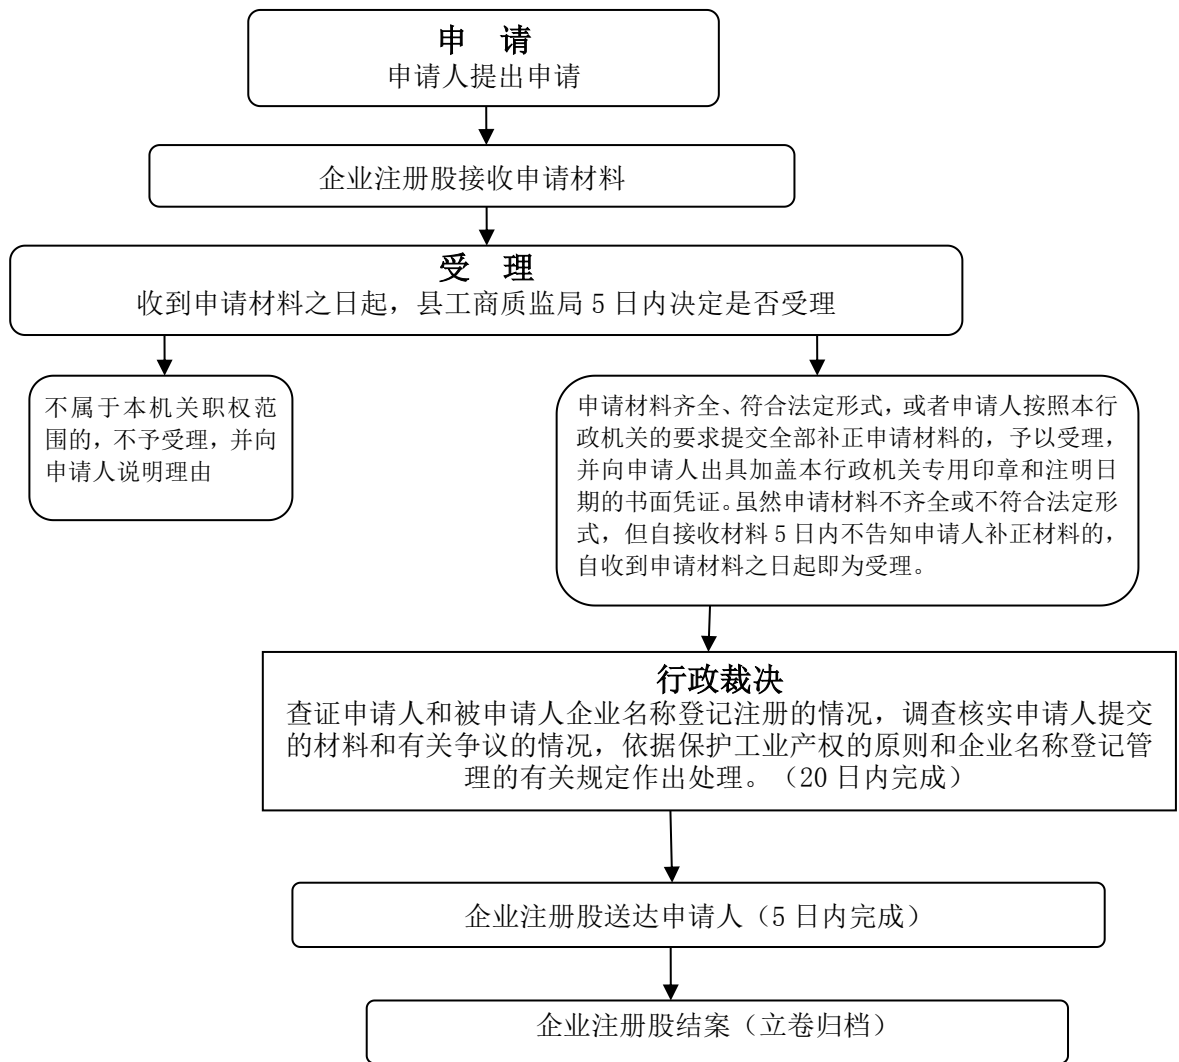 申 请
申请人提出申请
企业注册股接收申请材料
受 理
收到申请材料之日起，县工商质监局 5 日内决定是否受理
不属于本机关职权范
围的，不予受理，并向
申请人说明理由
申请材料齐全、符合法定形式，或者申请人按照本行
政机关的要求提交全部补正申请材料的，予以受理，
并向申请人出具加盖本行政机关专用印章和注明日
期的书面凭证。虽然申请材料不齐全或不符合法定形
式，但自接收材料 5 日内不告知申请人补正材料的，
自收到申请材料之日起即为受理。
行政裁决
查证申请人和被申请人企业名称登记注册的情况，调查核实申请人提交
的材料和有关争议的情况，依据保护工业产权的原则和企业名称登记管
理的有关规定作出处理。（20 日内完成）
企业注册股送达申请人（5 日内完成）
企业注册股结案（立卷归档）